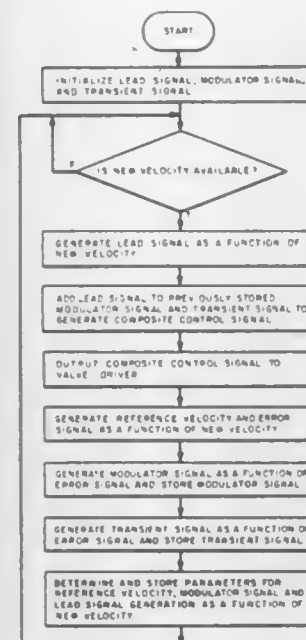 START
INITIALIZE LEAD SIGNAL, MODULATOR SIGNAL,
AND TRANSIENT SIGNAL
F
IS NEW VELOCITY AVAILABLE?
T
GENERATE LEAD SIGNAL AS A FUNCTION OF
NEW VELOCITY
ADD LEAD SIGNAL TO PREVIOUSLY STORED
MODULATOR SIGNAL AND TRANSIENT SIGNAL TO
GENERATE COMPOSITE CONTROL SIGNAL
OUTPUT COMPOSITE CONTROL SIGNAL TO
VALVE DRIVER
GENERATE REFERENCE VELOCITY AND ERROR
SIGNAL AS A FUNCTION OF NEW VELOCITY
GENERATE MODULATOR SIGNAL AS A FUNCTION OF
ERROR SIGNAL AND STORE MODULATOR SIGNAL
GENERATE TRANSIENT SIGNAL AS A FUNCTION OF
ERROR SIGNAL AND STORE TRANSIENT SIGNAL
DETERMINE AND STORE PARAMETERS FOR
REFERENCE VELOCITY, MODULATOR SIGNAL AND
LEAD SIGNAL GENERATION AS A FUNCTION OF
NEW VELOCITY